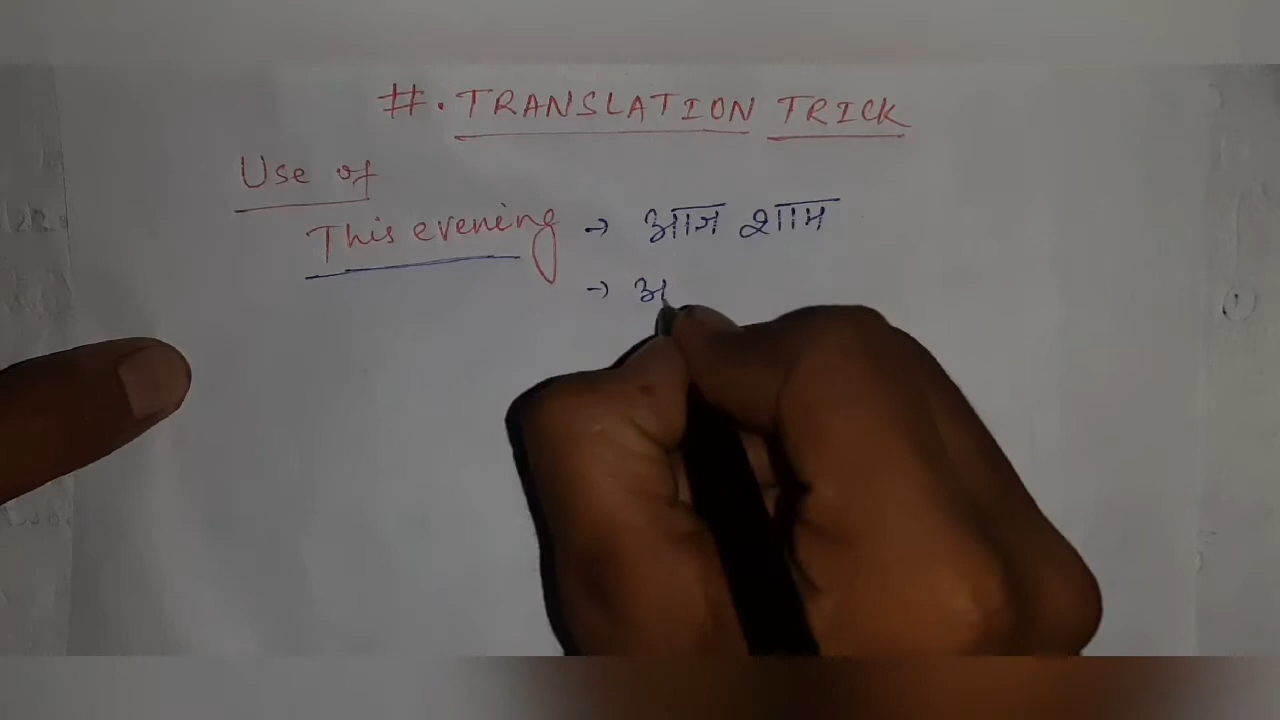 #. TRANSLATION TRICK
Use of
This evening → आज शाम
→ अ